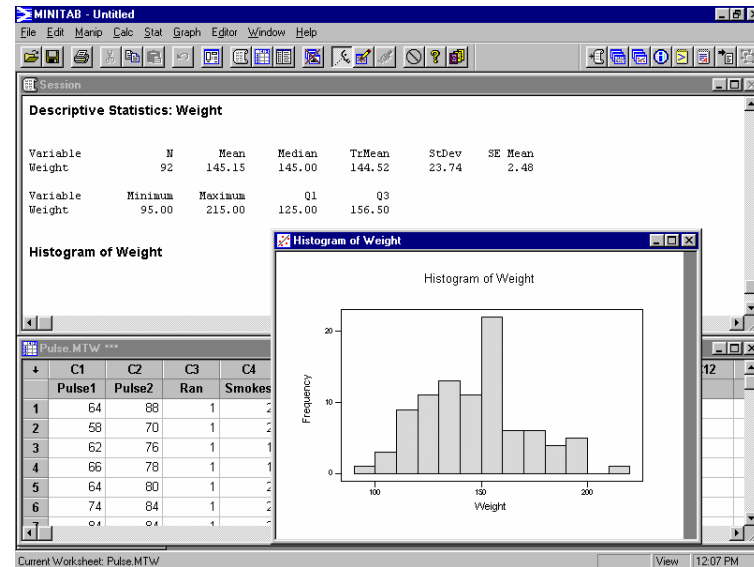 MINITAB - Untitled
File Edit Manip Calc Stat Graph Editor Window Help
Session
Descriptive Statistics: Weight
Variable N Mean Median TrMean StDev SE Mean
Weight 92 145.15 145.00 144.52 23.74 2.48
Variable Minimum Maximum Q1 Q3
Weight 95.00 215.00 125.00 156.50
Histogram of Weight
Histogram of Weight
Histogram of Weight
20
10
0
Frequency
100 150 200
Weight
Pulse.MTW ***
C1 C2 C3 C4
Pulse1 Pulse2 Ran Smokes
1 64 88 1
2 58 70 1
3 62 76 1
4 66 78 1
5 64 80 1
6 74 84 1
Current Worksheet: Pulse.MTW
View 12:07 PM